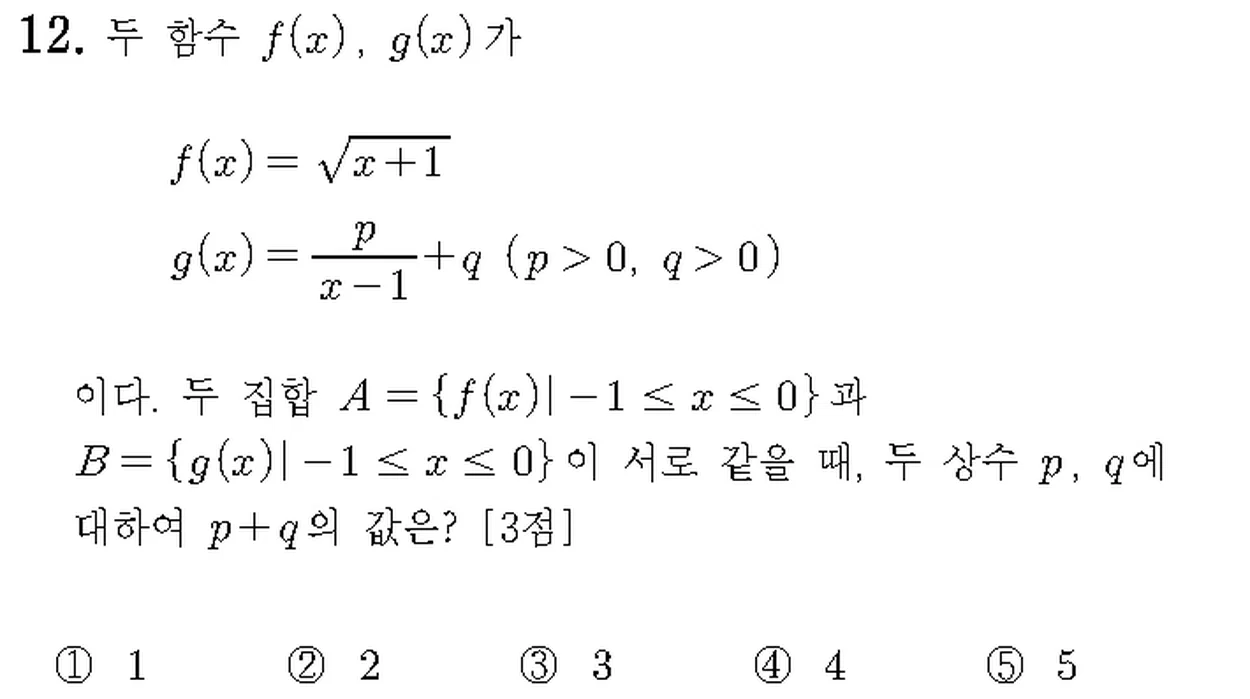 12. 두 함수 f(x), g(x)가
f(x) = √(x+1)
g(x) = p/(x-1) + q (p > 0, q > 0)
이다. 두 집합 A = {f(x)| -1 ≤ x ≤ 0}과
B = {g(x)| -1 ≤ x ≤ 0}이 서로 같을 때, 두 상수 p, q에
대하여 p+q의 값은? [3점]
① 1 ② 2 ③ 3 ④ 4 ⑤ 5